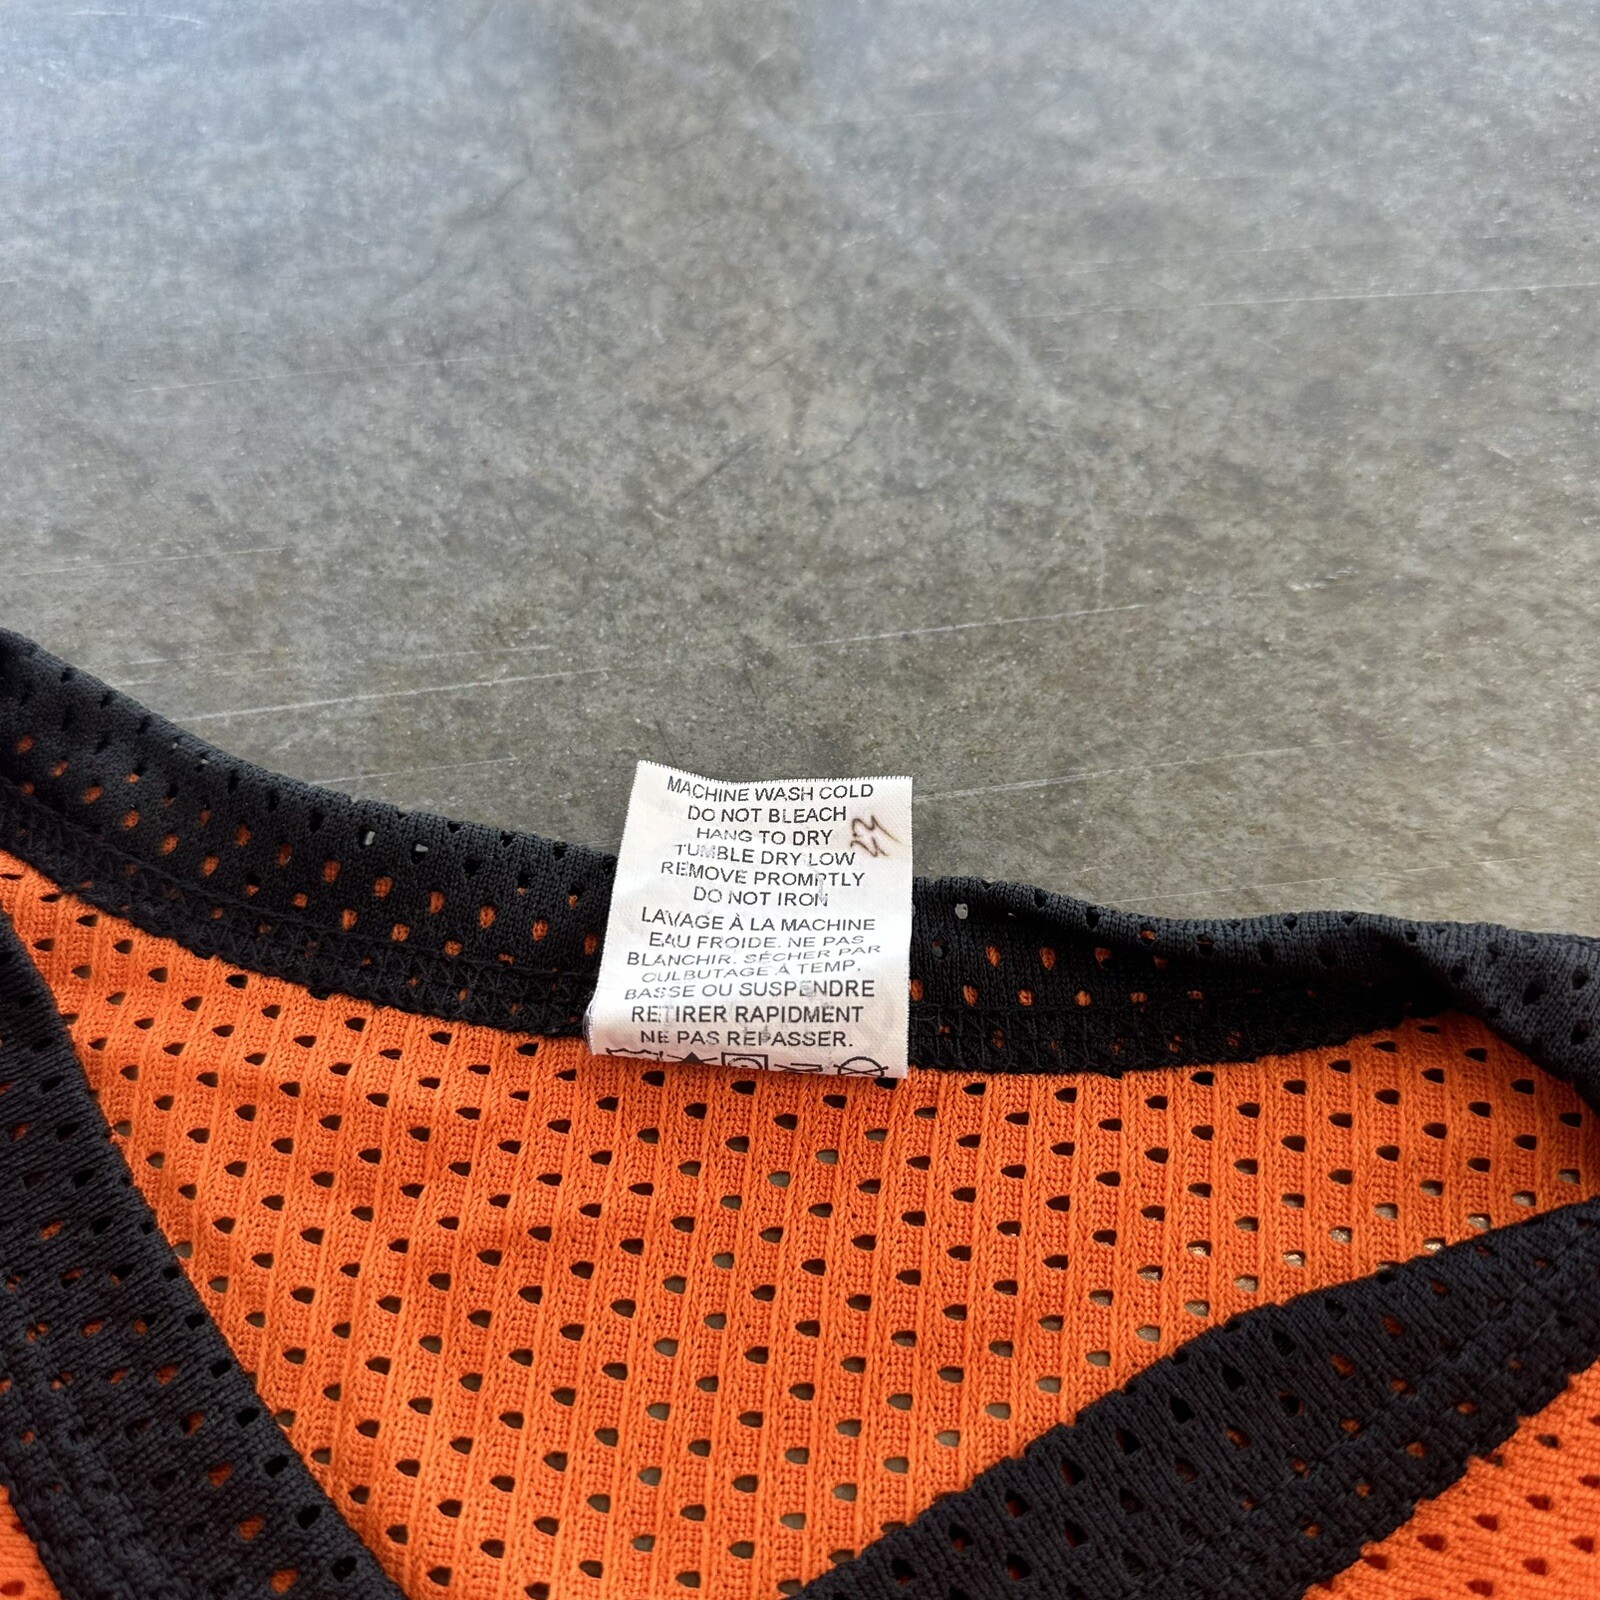 MACHINE WASH COLD
DO NOT BLEACH
HANG TO DRY
TUMBLE DRY LOW
REMOVE PROMPTLY
DO NOT IRON
LAVAGE À LA MACHINE
EAU FROIDE. NE PAS
BLANCHIR. SÉCHER PAR
CULBUTAGE À TEMP.
BASSE OU SUSPENDRE
RETIRER RAPIDMENT
NE PAS REPASSER.